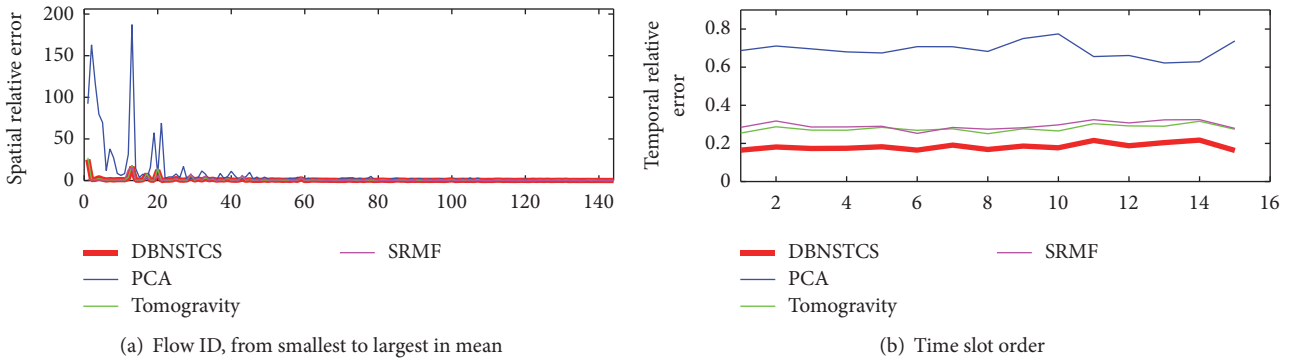 Spatial relative error
200
150
100
50
0
0 20 40 60 80 100 120 140
DBNSTCS
PCA
Tomogravity
SRMF
(a) Flow ID, from smallest to largest in mean
Temporal relative
error
0.8
0.6
0.4
0.2
0
2 4 6 8 10 12 14 16
DBNSTCS
PCA
Tomogravity
SRMF
(b) Time slot order